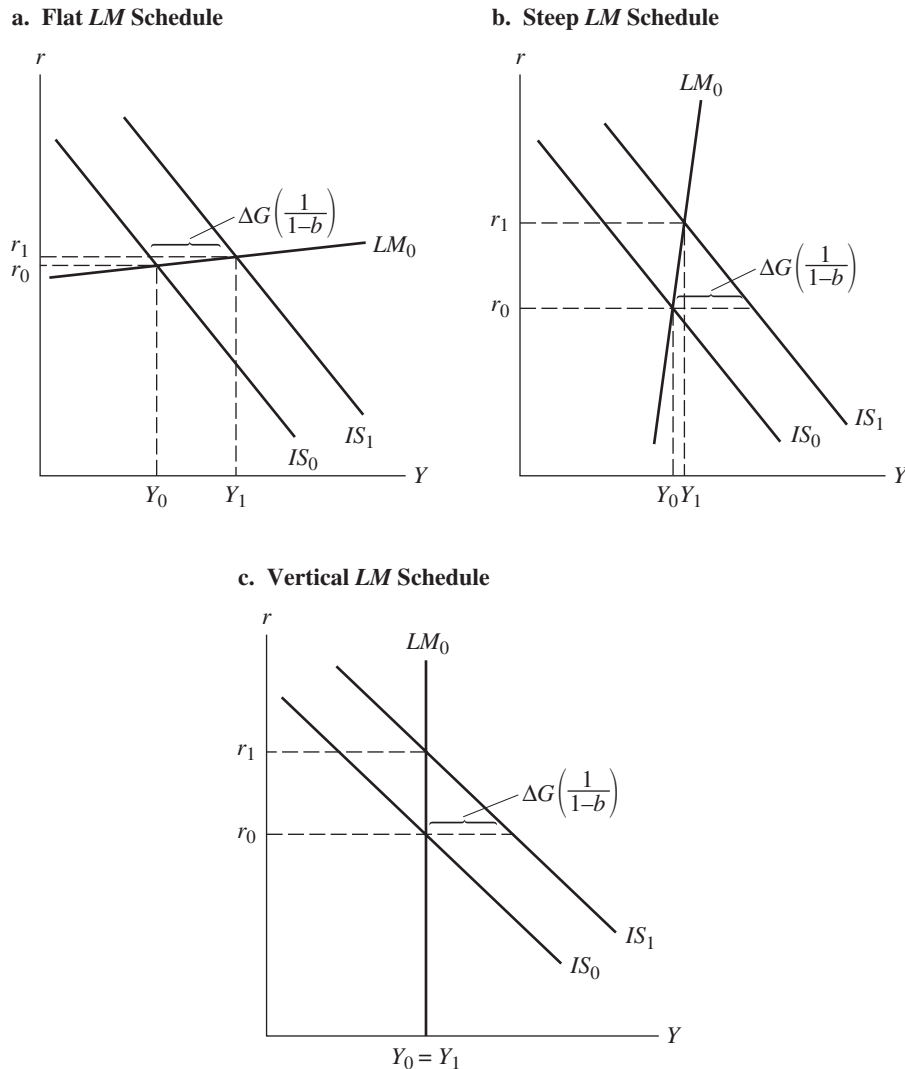 a. Flat LM Schedule
r
ΔG(1/1–b)
r₁
r₀
LM₀
IS₁
IS₀
Y
Y₀
Y₁
b. Steep LM Schedule
r
LM₀
r₁
ΔG(1/1–b)
r₀
IS₁
IS₀
Y
Y₀Y₁
c. Vertical LM Schedule
r
LM₀
r₁
ΔG(1/1–b)
r₀
IS₁
IS₀
Y
Y₀ = Y₁